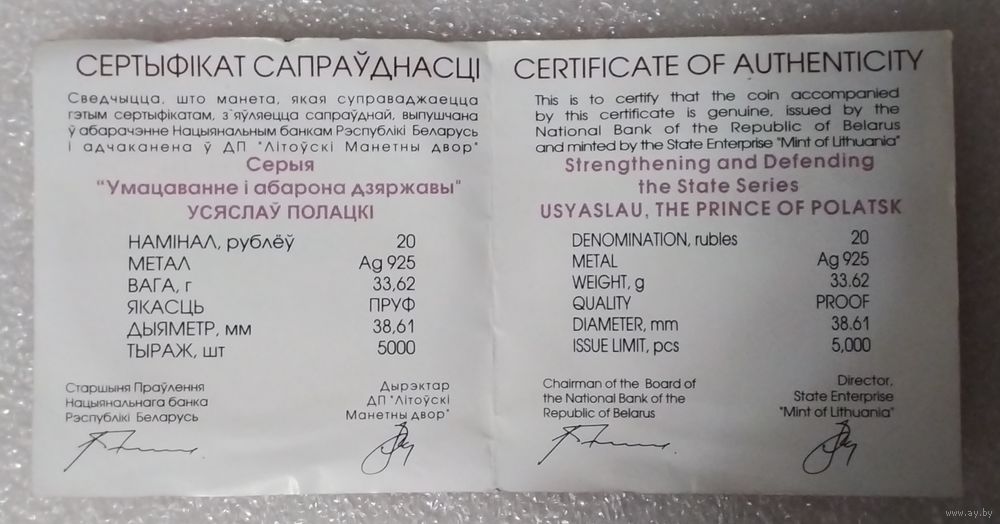 СЕРТЫФІКАТ САПРАЎДНАСЦІ
Сведчыцца, што манета, якая суправаджаецца
гэтым сертыфікатам, з`яўляецца сапраўднай, выпушчана
ў абарачэнне Нацыянальным банкам Рэспублікі Беларусь
і адчаканена ў ДП "Літоўскі Манетны двор"
Серыя
"Умацаванне і абарона дзяржавы"
УСЯСЛАЎ ПОЛАЦКІ
НАМІНАЛ, рублёў 20
МЕТАЛ Ag 925
ВАГА, г 33,62
ЯКАСЦЬ ПРУФ
ДЫЯМЕТР, мм 38,61
ТЫРАЖ, шт 5000
Старшыня Праўлення
Нацыянальнага банка
Рэспублікі Беларусь
Дырэктар
ДП "Літоўскі
Манетны двор"
CERTIFICATE OF AUTHENTICITY
This is to certify that the coin accompanied
by this certificate is genuine, issued by the
National Bank of the Republic of Belarus
and minted by the State Enterprise "Mint of Lithuania"
Strengthening and Defending
the State Series
USYASLAU, THE PRINCE OF POLATSK
DENOMINATION, rubles 20
METAL Ag 925
WEIGHT, g 33.62
QUALITY PROOF
DIAMETER, mm 38.61
ISSUE LIMIT, pcs 5,000
Chairman of the Board of
the National Bank of the
Republic of Belarus
Director,
State Enterprise
"Mint of Lithuania"
www.ay.by